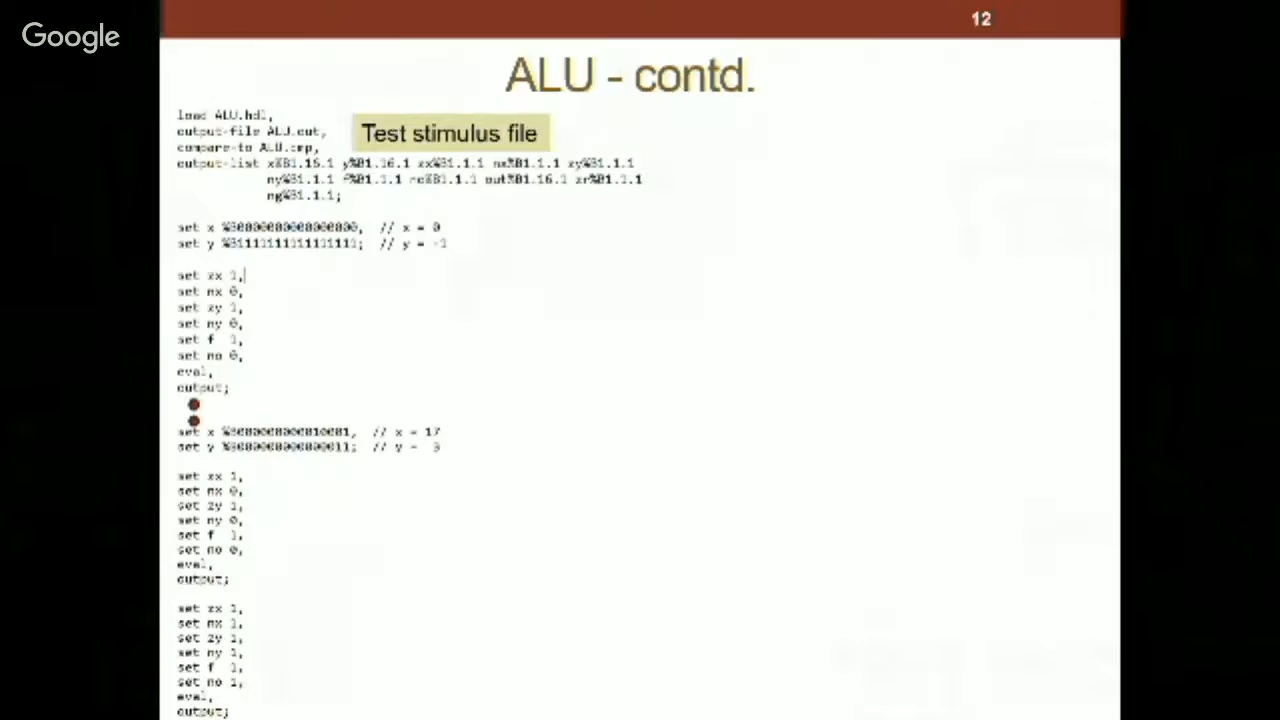 Google
12
ALU - contd.
load ALU.hdl,
output-file ALU.out,
compare-to ALU.cmp,
Test stimulus file
output-list x%B1.16.1 y%B1.16.1 zx%B1.1.1 nx%B1.1.1 zy%B1.1.1
ny%B1.1.1 f%B1.1.1 no%B1.1.1 out%B1.16.1 zr%B1.1.1
ng%B1.1.1;
set x %B0000000000000000, // x = 0
set y %B1111111111111111; // y = -1
set zx 1,
set nx 0,
set zy 1,
set ny 0,
set f 1,
set no 0,
eval,
output;
set x %B0000000000010001, // x = 17
set y %B0000000000000011; // y = 3
set zx 1,
set nx 0,
set zy 1,
set ny 0,
set f 1,
set no 0,
eval,
output;
set zx 1,
set nx 1,
set zy 1,
set ny 1,
set f 1,
set no 1,
eval,
output;